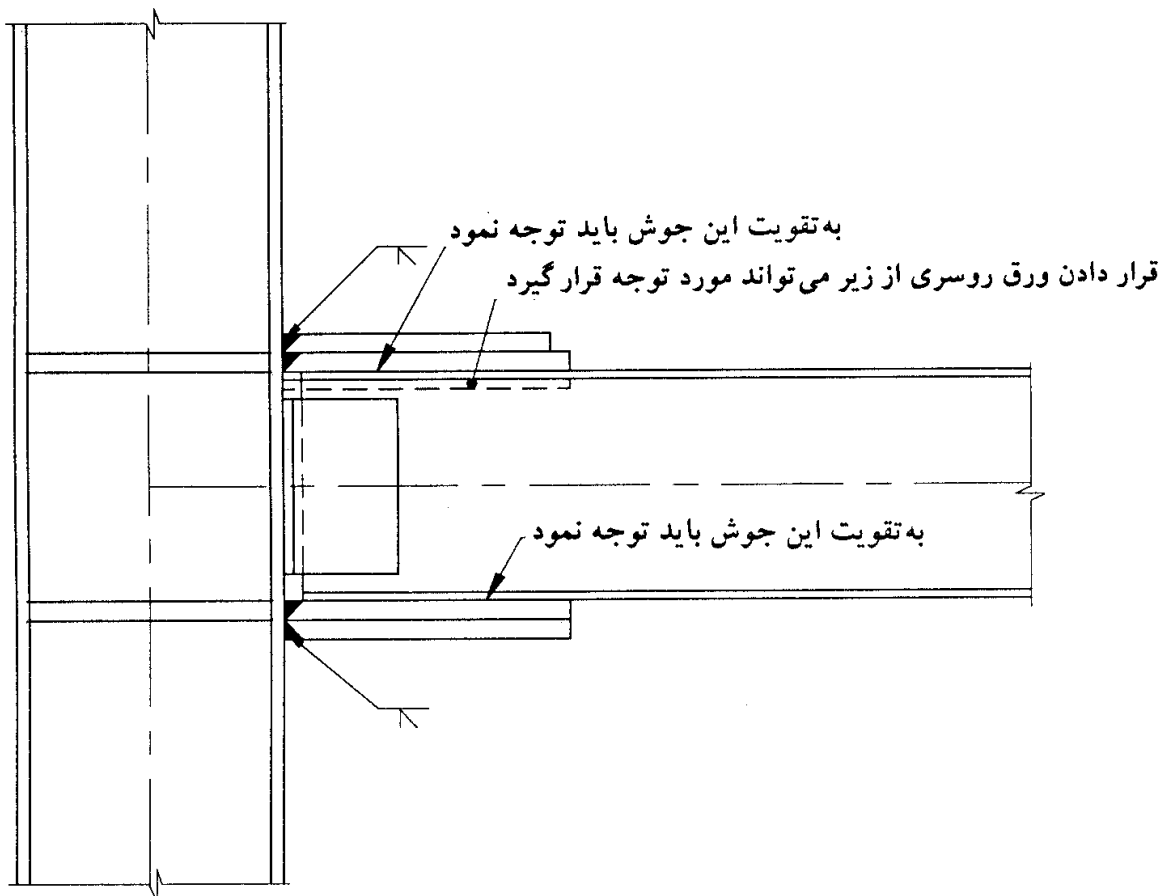 به‌تقویت این جوش باید توجه نمود
قرار دادن ورق روسری از زیر می‌تواند مورد توجه قرار گیرد
به‌تقویت این جوش باید توجه نمود